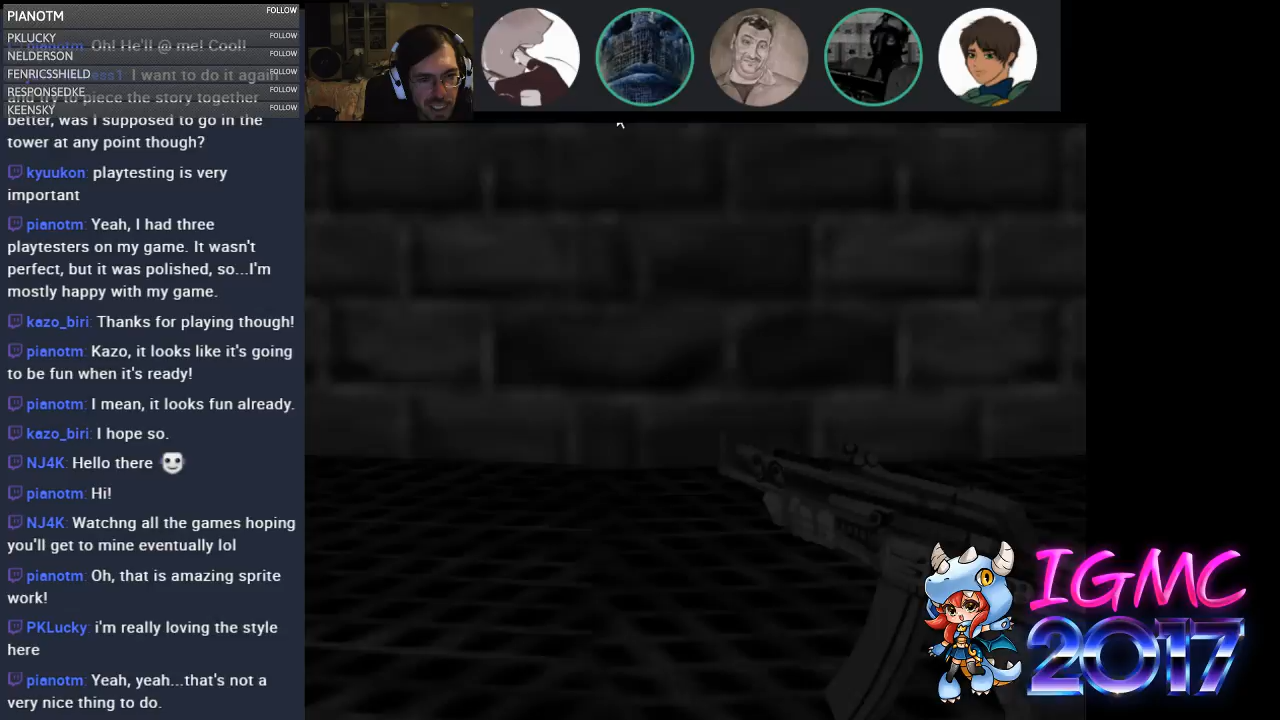 PIANOTM FOLLOW
PKLUCKY FOLLOW
pianotm: Oh! He'll @ me! Cool!
NELDERSON FOLLOW
FENRICSSHIELD FOLLOW
I want to do it again
RESPONSEDKE FOLLOW
and try to piece the story together
KEENSKY FOLLOW
better, was I supposed to go in the
tower at any point though?
kyuukon: playtesting is very
important
pianotm: Yeah, I had three
playtesters on my game. It wasn't
perfect, but it was polished, so...I'm
mostly happy with my game.
kazo_biri: Thanks for playing though!
pianotm: Kazo, it looks like it's going
to be fun when it's ready!
pianotm: I mean, it looks fun already.
kazo_biri: I hope so.
NJ4K: Hello there
pianotm: Hi!
NJ4K: Watchng all the games hoping
you'll get to mine eventually lol
pianotm: Oh, that is amazing sprite
work!
PKLucky: i'm really loving the style
here
pianotm: Yeah, yeah...that's not a
very nice thing to do.
IGMC
2017